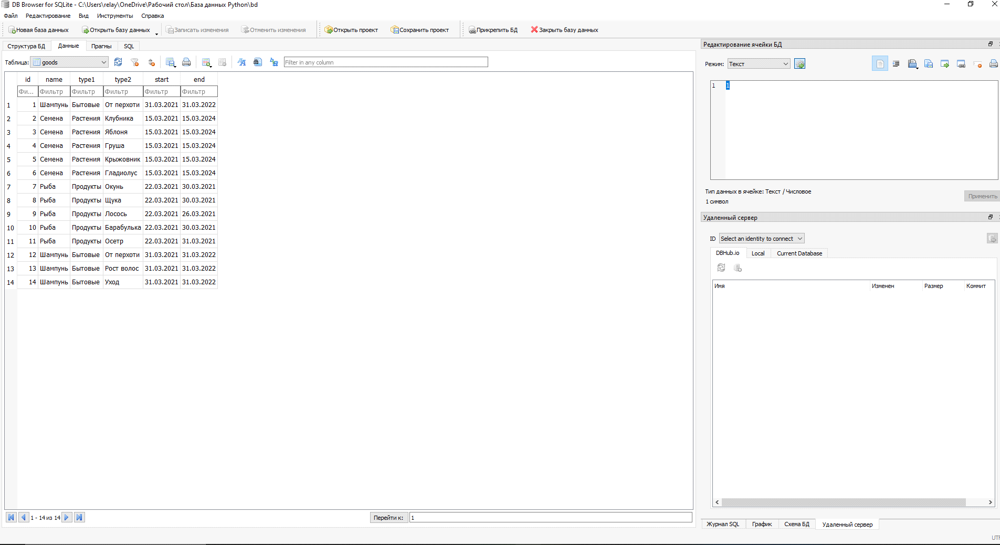 DB Browser for SQLite - C:\Users\relay\OneDrive\Рабочий стол\База данных Python\bd
Файл Редактирование Вид Инструменты Справка
Новая база данных Открыть базу данных Записать изменения Отменить изменения Открыть проект Сохранить проект Прикрепить БД Закрыть базу данных
Структура БД Данные Прагмы SQL
Таблица: goods Filter in any column
id name type1 type2 start end
Фи... Фильтр Фильтр Фильтр Фильтр Фильтр
1 1 Шампунь Бытовые От перхоти 31.03.2021 31.03.2022
2 2 Семена Растения Клубника 15.03.2021 15.03.2024
3 3 Семена Растения Яблоня 15.03.2021 15.03.2024
4 4 Семена Растения Груша 15.03.2021 15.03.2024
5 5 Семена Растения Крыжовник 15.03.2021 15.03.2024
6 6 Семена Растения Гладиолус 15.03.2021 15.03.2024
7 7 Рыба Продукты Окунь 22.03.2021 30.03.2021
8 8 Рыба Продукты Щука 22.03.2021 30.03.2021
9 9 Рыба Продукты Лосось 22.03.2021 26.03.2021
10 10 Рыба Продукты Барабулька 22.03.2021 30.03.2021
11 11 Рыба Продукты Осетр 22.03.2021 31.03.2021
12 12 Шампунь Бытовые От перхоти 31.03.2021 31.03.2022
13 13 Шампунь Бытовые Рост волос 31.03.2021 31.03.2022
14 14 Шампунь Бытовые Уход 31.03.2021 31.03.2022
1 - 14 из 14 Перейти к: 1
Редактирование ячейки БД
Режим: Текст
1 1
Тип данных в ячейке: Текст / Числовое
1 символ
Применить
Удаленный сервер
ID Select an identity to connect
DBHub.io Local Current Database
Имя Изменен Размер Коммит
Журнал SQL График Схема БД Удаленный сервер
UTF